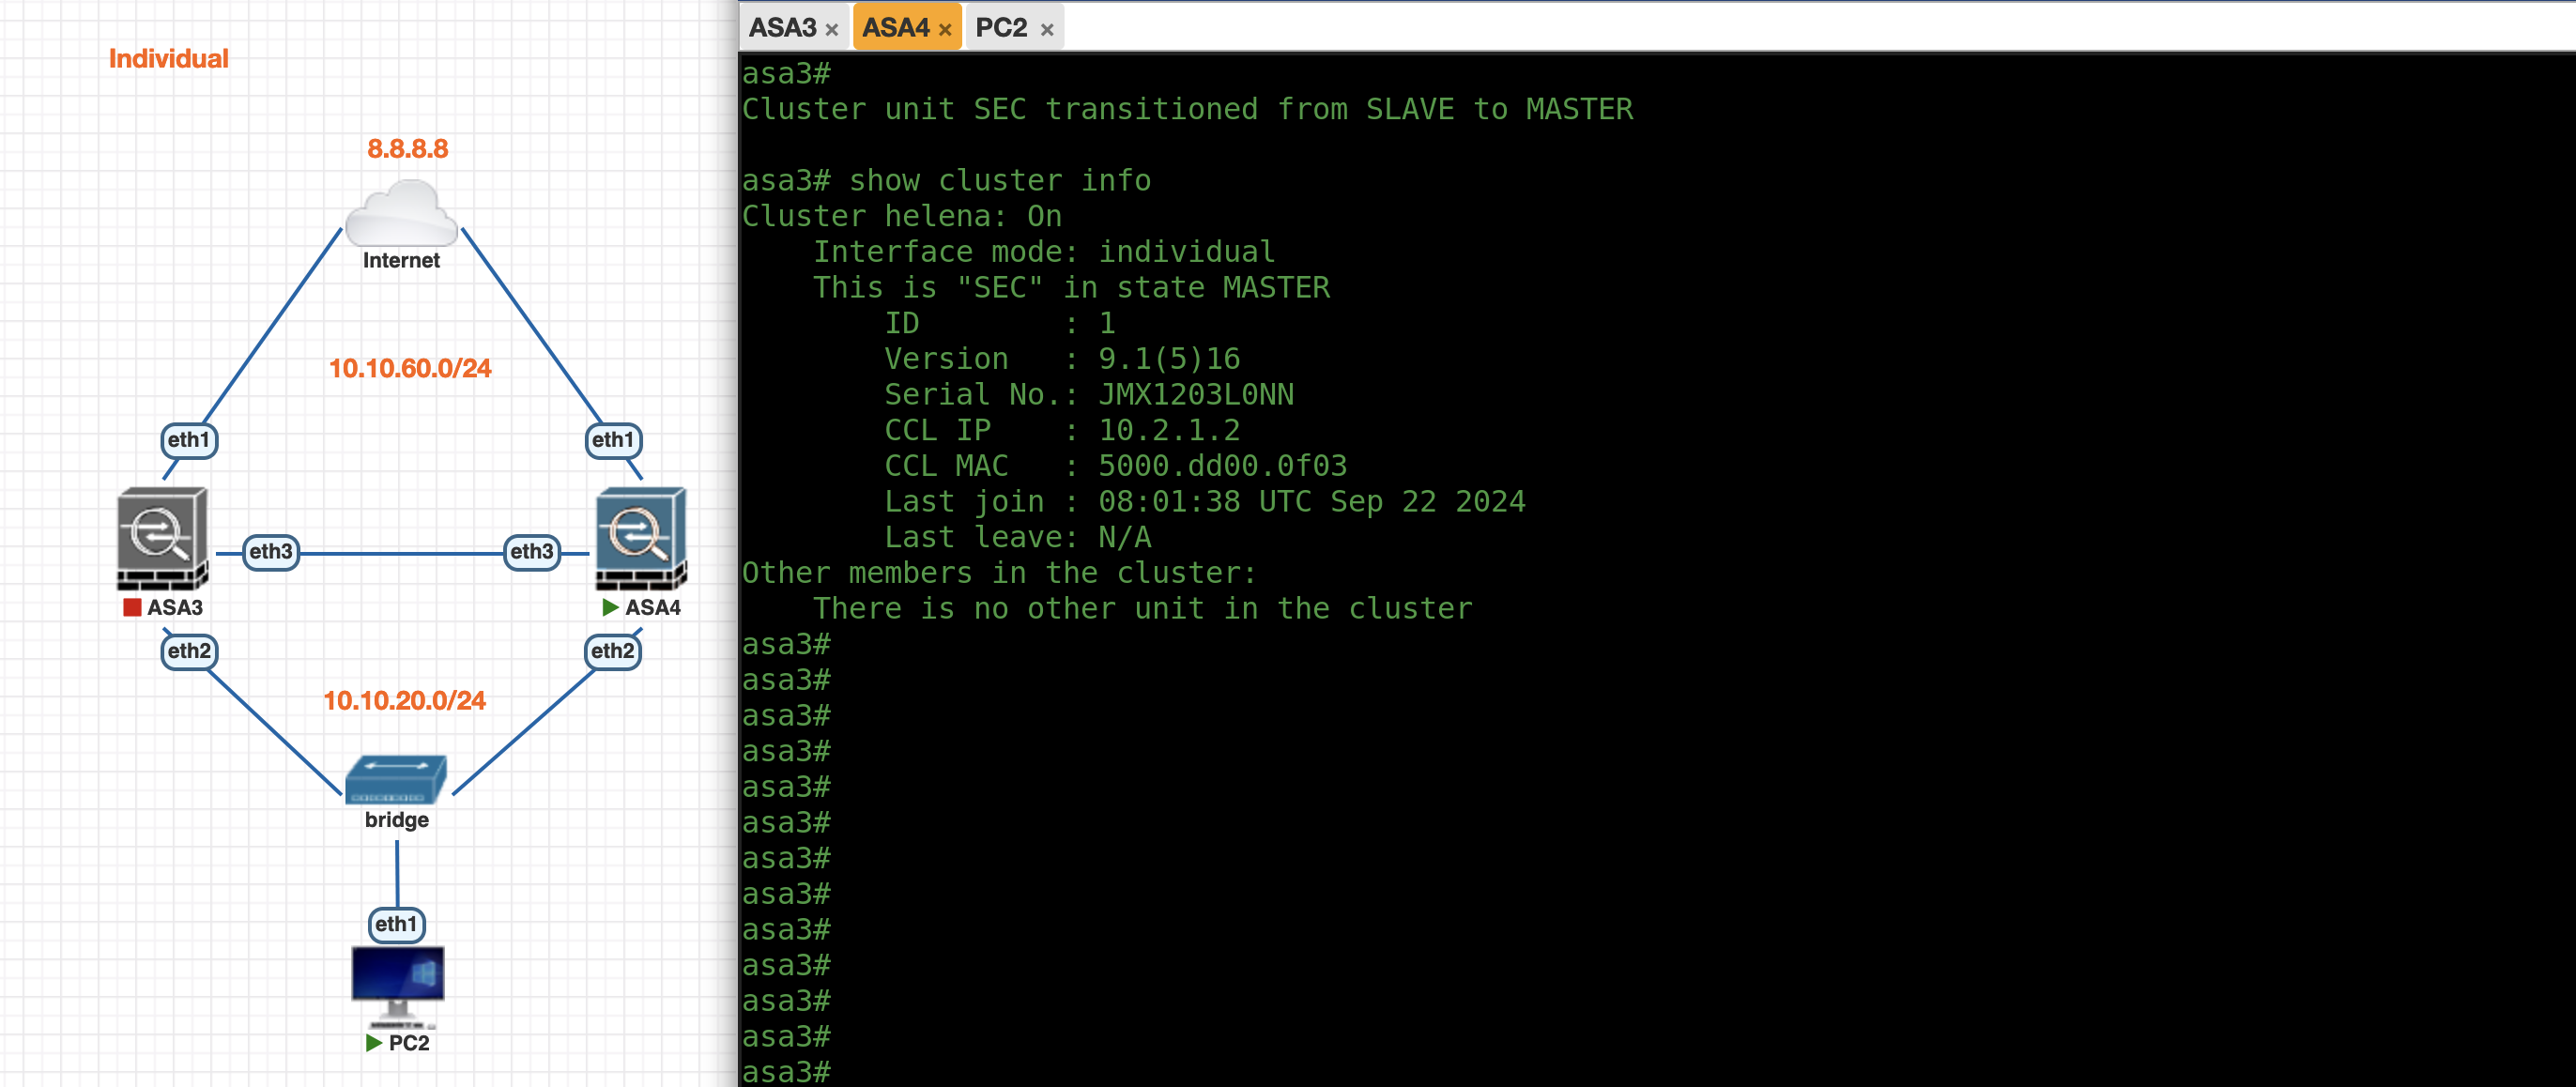 Individual
8.8.8.8
Internet
10.10.60.0/24
eth1
eth1
eth3
eth3
ASA3
ASA4
eth2
eth2
10.10.20.0/24
bridge
eth1
PC2
ASA3 × ASA4 × PC2 ×
asa3#
Cluster unit SEC transitioned from SLAVE to MASTER
asa3# show cluster info
Cluster helena: On
Interface mode: individual
This is "SEC" in state MASTER
ID : 1
Version : 9.1(5)16
Serial No.: JMX1203L0NN
CCL IP : 10.2.1.2
CCL MAC : 5000.dd00.0f03
Last join : 08:01:38 UTC Sep 22 2024
Last leave: N/A
Other members in the cluster:
There is no other unit in the cluster
asa3#
asa3#
asa3#
asa3#
asa3#
asa3#
asa3#
asa3#
asa3#
asa3#
asa3#
asa3#
asa3#